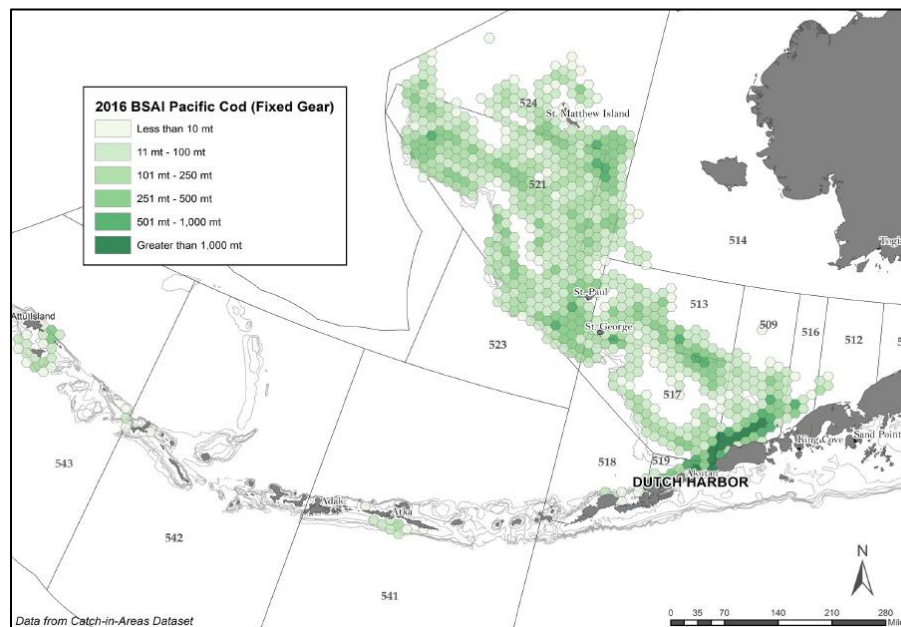 2016 BSAI Pacific Cod (Fixed Gear)
Less than 10 mt
11 mt - 100 mt
101 mt - 250 mt
251 mt - 500 mt
501 mt - 1,000 mt
Greater than 1,000 mt
524
St. Matthew Island
521
514
Togia
St. Paul
513
St. George
509
516
512
523
517
Attu Island
543
518
519
Akutan
King Cove
Sand Point
DUTCH HARBOR
Adak
Atka
542
541
N
0 35 70 140 210 280
Mile
Data from Catch-in-Areas Dataset